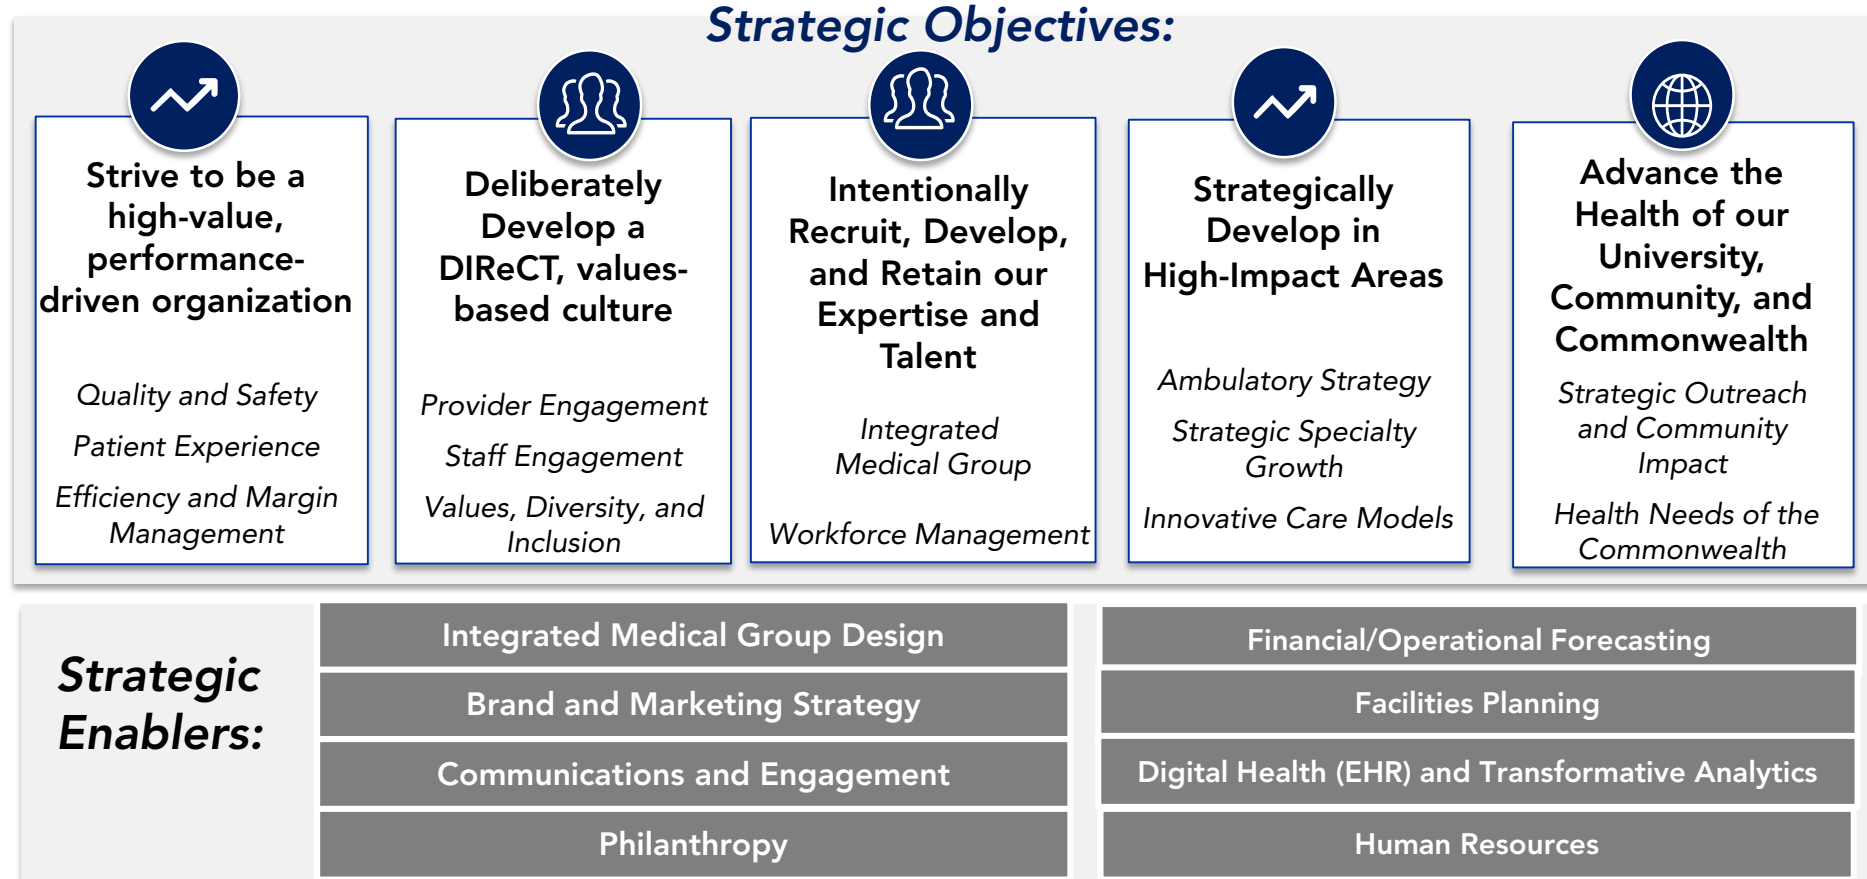 Strategic Objectives:
Strive to be a
high-value,
performance-
driven organization
Quality and Safety
Patient Experience
Efficiency and Margin
Management
Deliberately
Develop a
DIReCT, values-
based culture
Provider Engagement
Staff Engagement
Values, Diversity, and
Inclusion
Intentionally
Recruit, Develop,
and Retain our
Expertise and
Talent
Integrated
Medical Group
Workforce Management
Strategically
Develop in
High-Impact Areas
Ambulatory Strategy
Strategic Specialty
Growth
Innovative Care Models
Advance the
Health of our
University,
Community, and
Commonwealth
Strategic Outreach
and Community
Impact
Health Needs of the
Commonwealth
Strategic
Enablers:
Integrated Medical Group Design
Brand and Marketing Strategy
Communications and Engagement
Philanthropy
Financial/Operational Forecasting
Facilities Planning
Digital Health (EHR) and Transformative Analytics
Human Resources